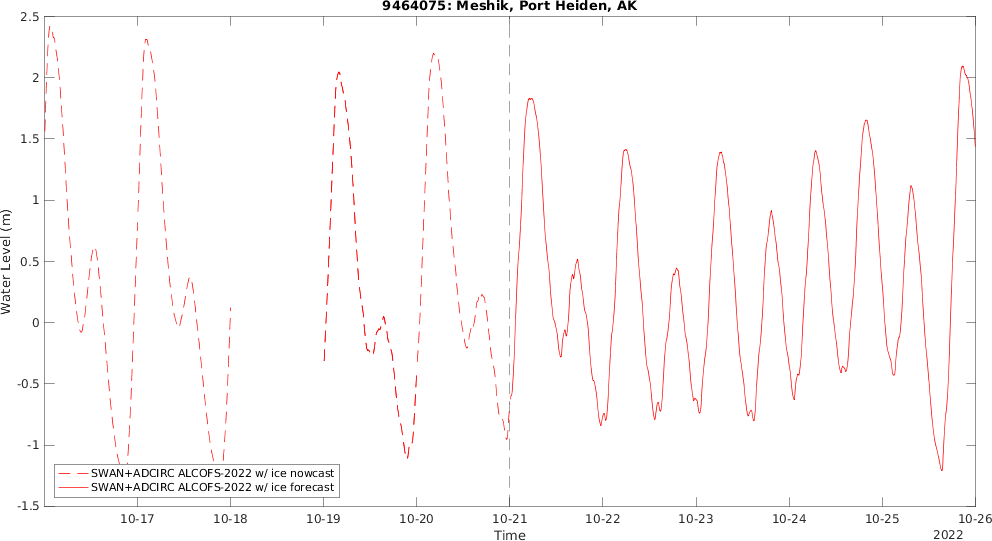 9464075: Meshik, Port Heiden, AK
2.5
2
1.5
1
0.5
0
-0.5
-1
-1.5
Water Level (m)
SWAN+ADCIRC ALCOFS-2022 w/ ice nowcast
SWAN+ADCIRC ALCOFS-2022 w/ ice forecast
10-17 10-18 10-19 10-20 10-21 10-22 10-23 10-24 10-25 10-26
Time
2022